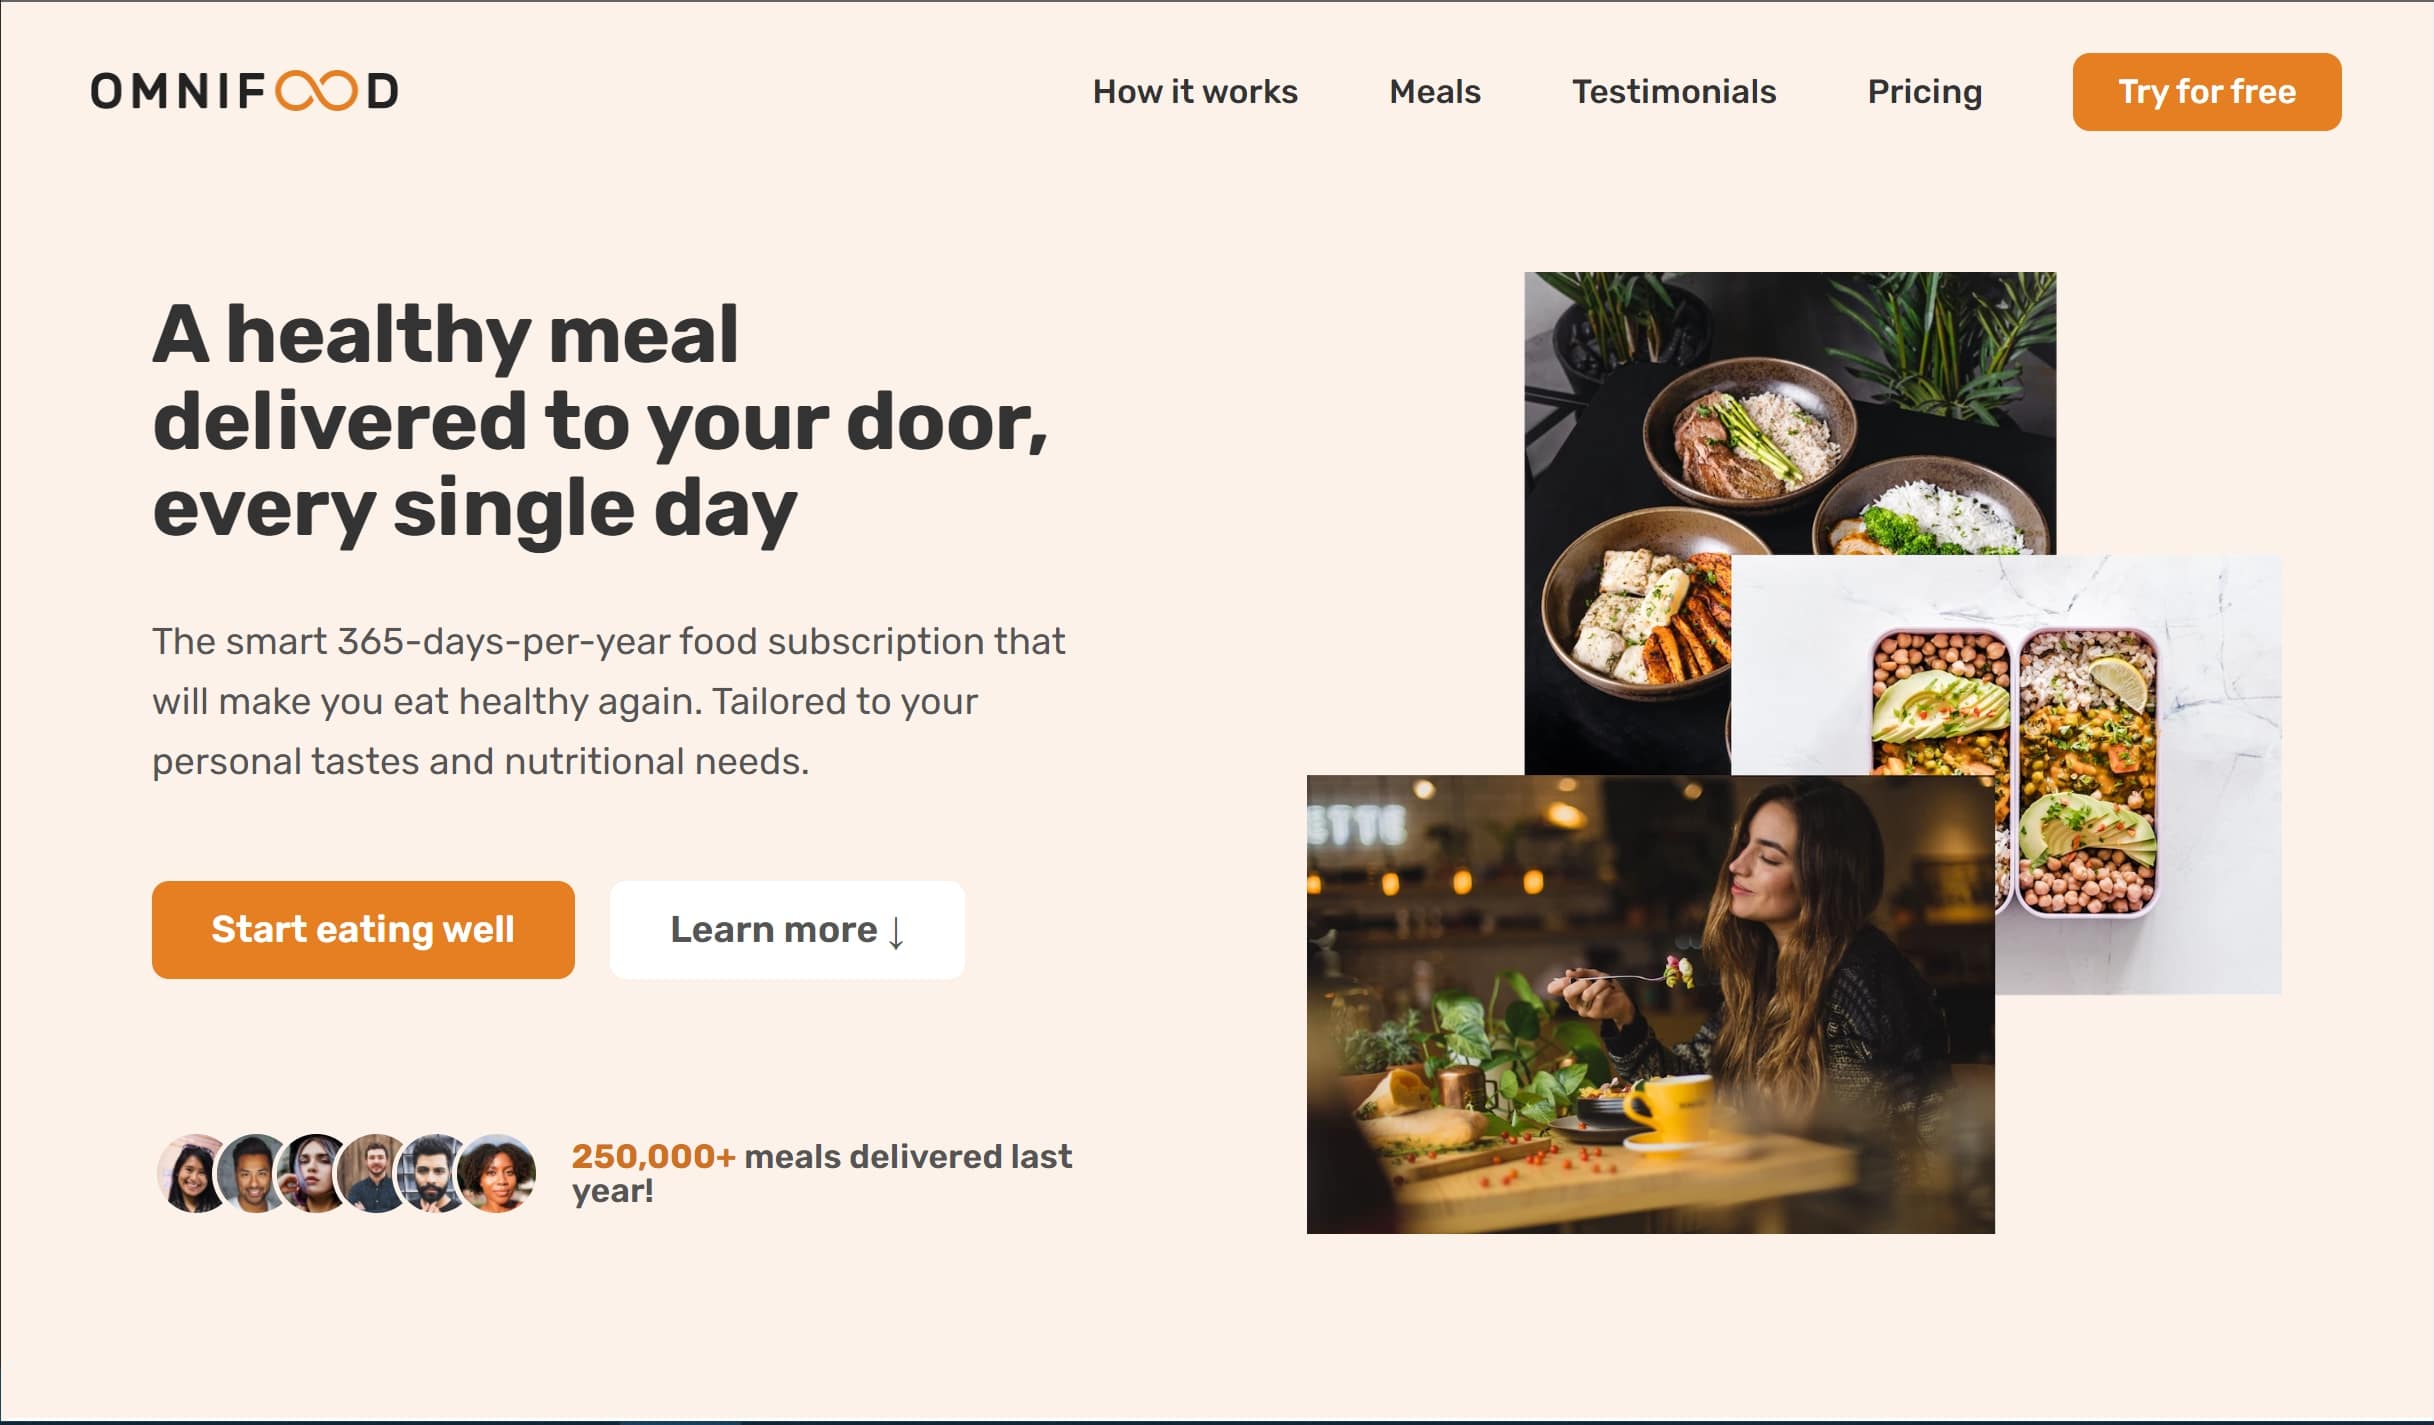 OMNIFOOD
How it works
Meals
Testimonials
Pricing
Try for free
A healthy meal
delivered to your door,
every single day
The smart 365-days-per-year food subscription that
will make you eat healthy again. Tailored to your
personal tastes and nutritional needs.
Start eating well
Learn more ↓
250,000+ meals delivered last
year!
ETTE